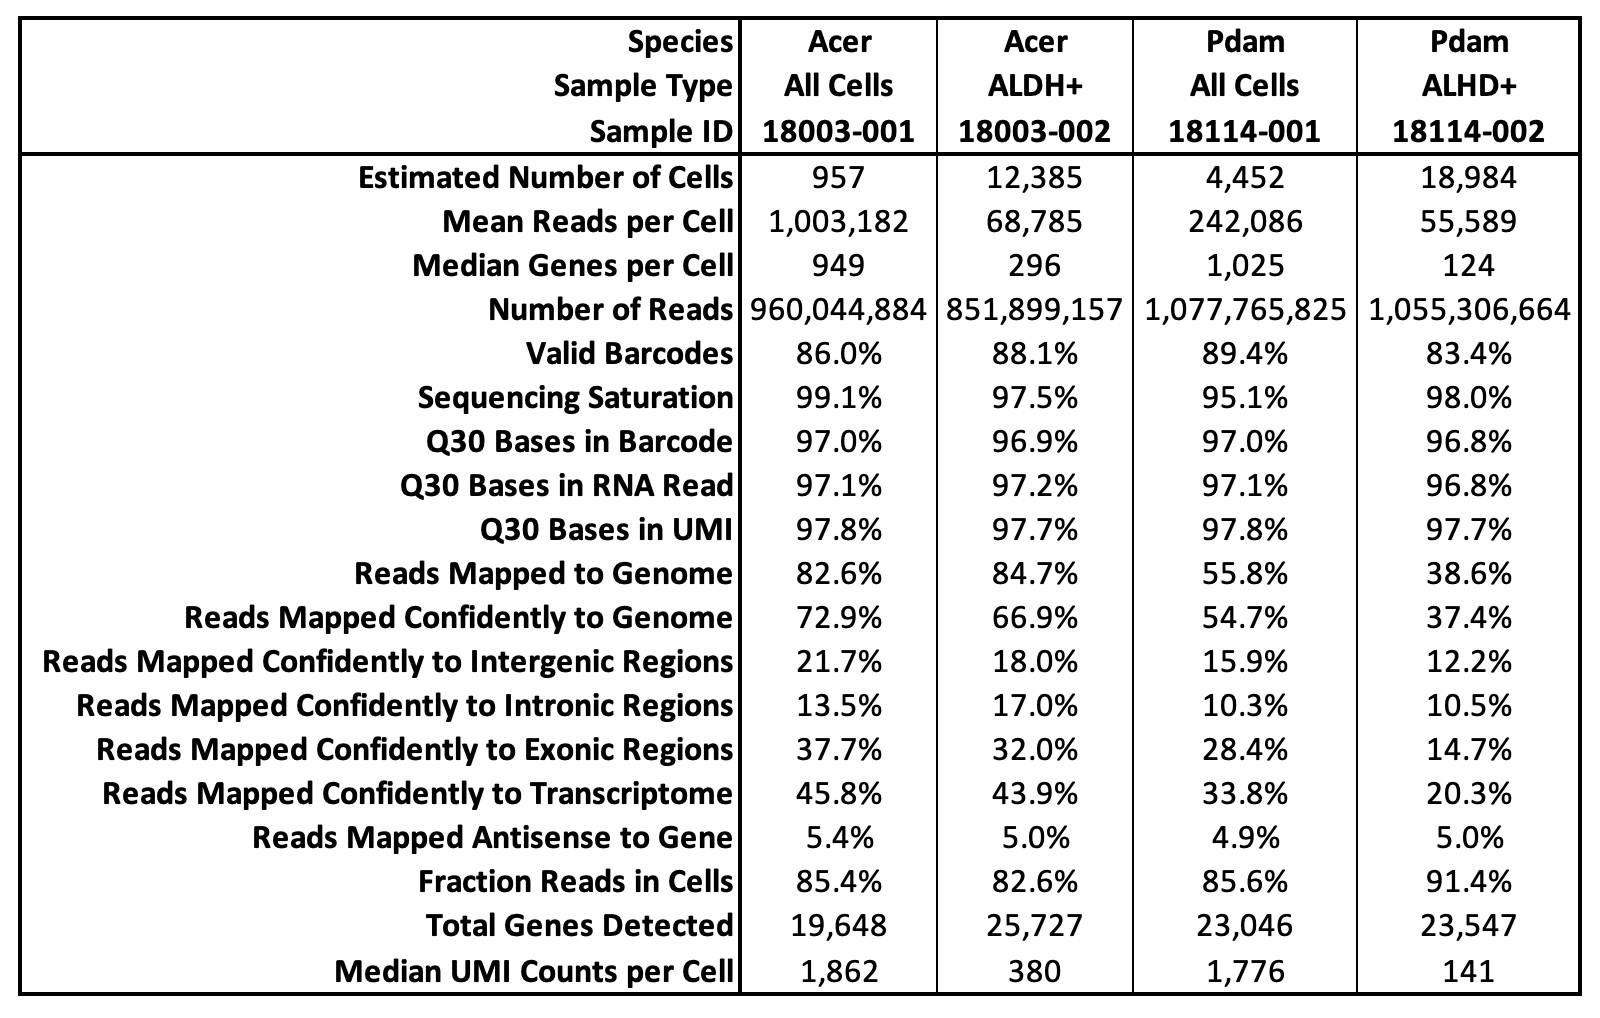 Species Acer Acer Pdam Pdam
Sample Type All Cells ALDH+ All Cells ALHD+
Sample ID 18003-001 18003-002 18114-001 18114-002
Estimated Number of Cells 957 12,385 4,452 18,984
Mean Reads per Cell 1,003,182 68,785 242,086 55,589
Median Genes per Cell 949 296 1,025 124
Number of Reads 960,044,884 851,899,157 1,077,765,825 1,055,306,664
Valid Barcodes 86.0% 88.1% 89.4% 83.4%
Sequencing Saturation 99.1% 97.5% 95.1% 98.0%
Q30 Bases in Barcode 97.0% 96.9% 97.0% 96.8%
Q30 Bases in RNA Read 97.1% 97.2% 97.1% 96.8%
Q30 Bases in UMI 97.8% 97.7% 97.8% 97.7%
Reads Mapped to Genome 82.6% 84.7% 55.8% 38.6%
Reads Mapped Confidently to Genome 72.9% 66.9% 54.7% 37.4%
Reads Mapped Confidently to Intergenic Regions 21.7% 18.0% 15.9% 12.2%
Reads Mapped Confidently to Intronic Regions 13.5% 17.0% 10.3% 10.5%
Reads Mapped Confidently to Exonic Regions 37.7% 32.0% 28.4% 14.7%
Reads Mapped Confidently to Transcriptome 45.8% 43.9% 33.8% 20.3%
Reads Mapped Antisense to Gene 5.4% 5.0% 4.9% 5.0%
Fraction Reads in Cells 85.4% 82.6% 85.6% 91.4%
Total Genes Detected 19,648 25,727 23,046 23,547
Median UMI Counts per Cell 1,862 380 1,776 141